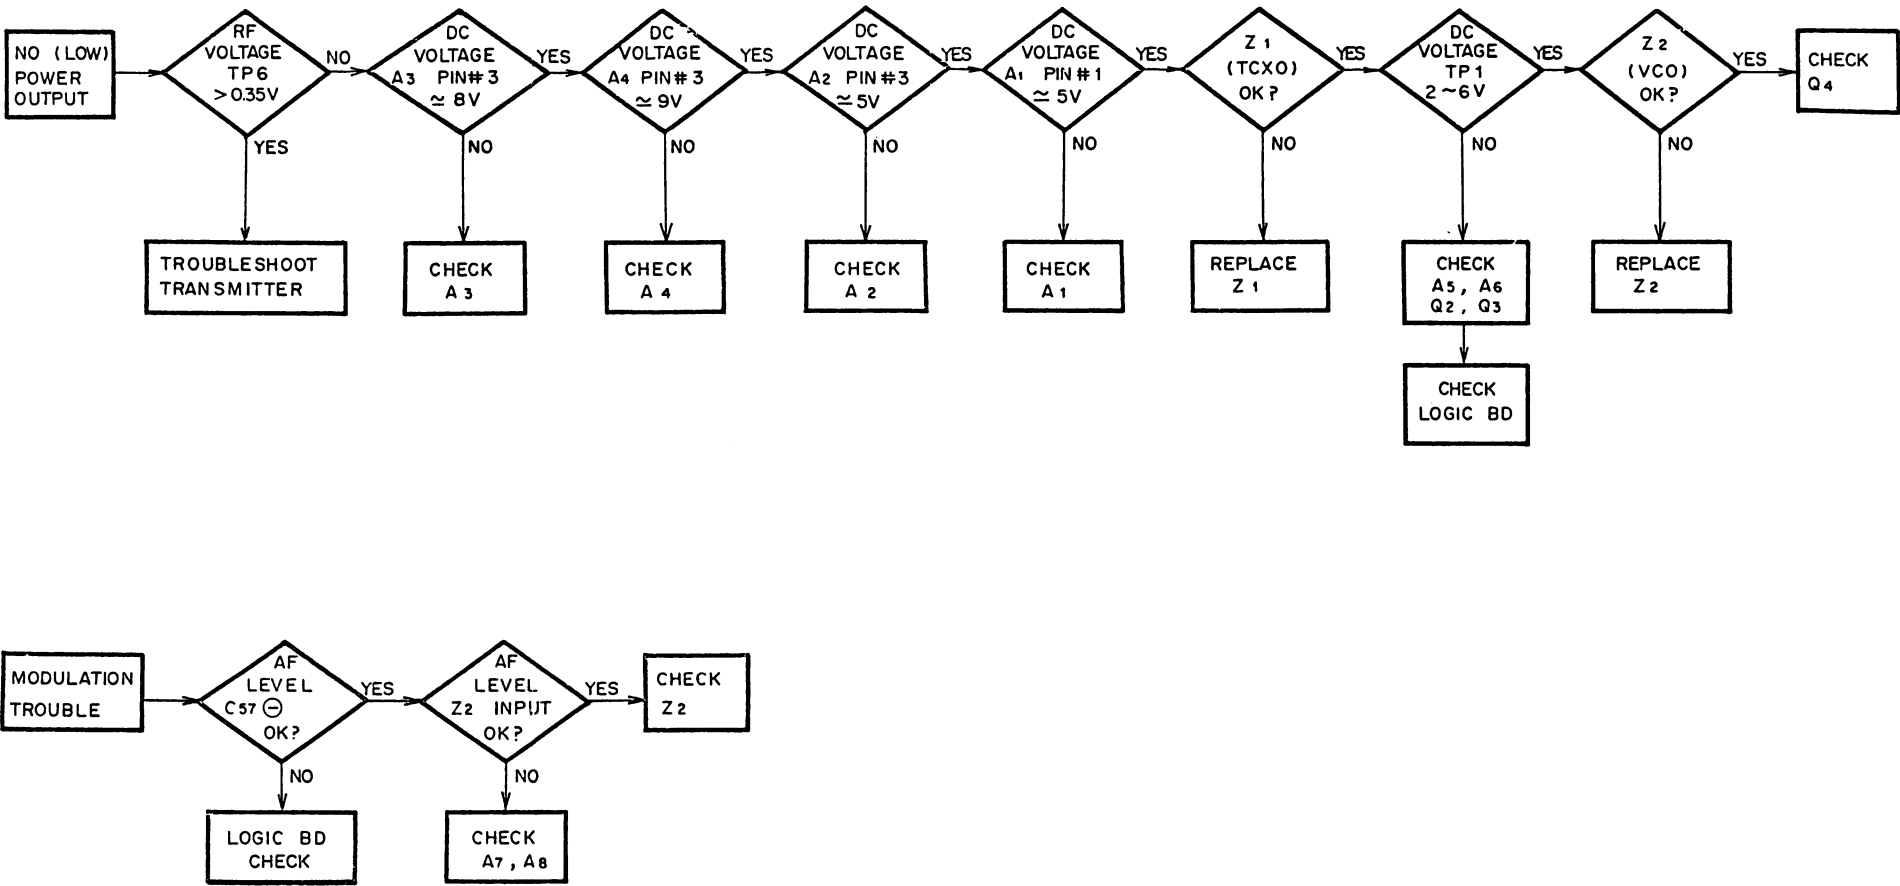 NO (LOW)
POWER
OUTPUT
RF
VOLTAGE
TP6
>0.35V
NO
YES
TROUBLESHOOT
TRANSMITTER
DC
VOLTAGE
A3 PIN#3
≃ 8V
YES
NO
CHECK
A3
DC
VOLTAGE
A4 PIN#3
≃ 9V
YES
NO
CHECK
A4
DC
VOLTAGE
A2 PIN#3
≃5V
YES
NO
CHECK
A2
DC
VOLTAGE
A1 PIN#1
≃ 5V
YES
NO
CHECK
A1
Z1
(TCXO)
OK?
YES
NO
REPLACE
Z1
DC
VOLTAGE
TP1
2~6V
YES
NO
CHECK
A5, A6
Q2, Q3
CHECK
LOGIC BD
Z2
(VCO)
OK?
YES
NO
REPLACE
Z2
CHECK
Q4
MODULATION
TROUBLE
AF
LEVEL
C57 ⊖
OK?
YES
NO
LOGIC BD
CHECK
AF
LEVEL
Z2 INPUT
OK?
YES
NO
CHECK
A7, A8
CHECK
Z2